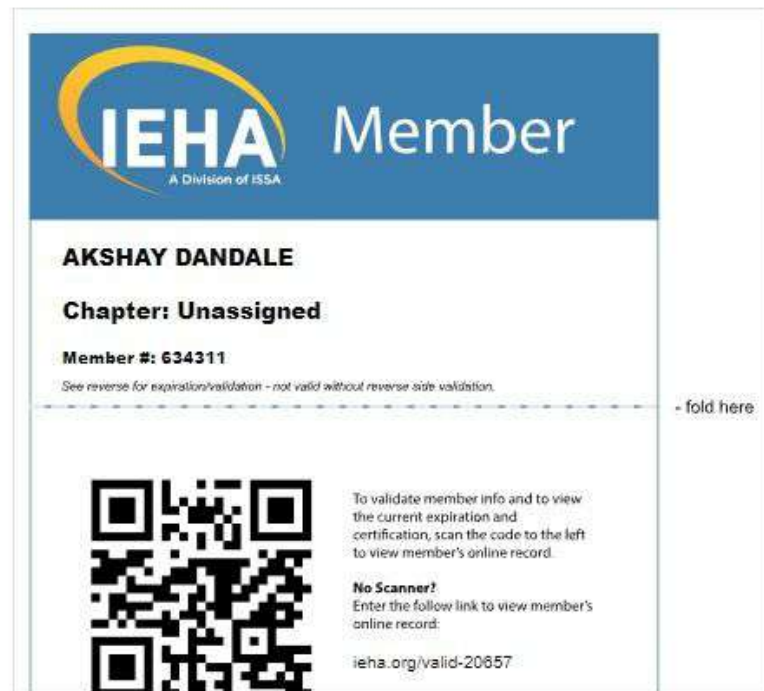 IEHA
A Division of ISSA
Member
AKSHAY DANDALE
Chapter: Unassigned
Member #: 634311
See reverse for expiration/validation - not valid without reverse side validation.
- fold here
To validate member info and to view
the current expiration and
certification, scan the code to the left
to view member's online record.
No Scanner?
Enter the follow link to view member's
online record:
ieha.org/valid-20657